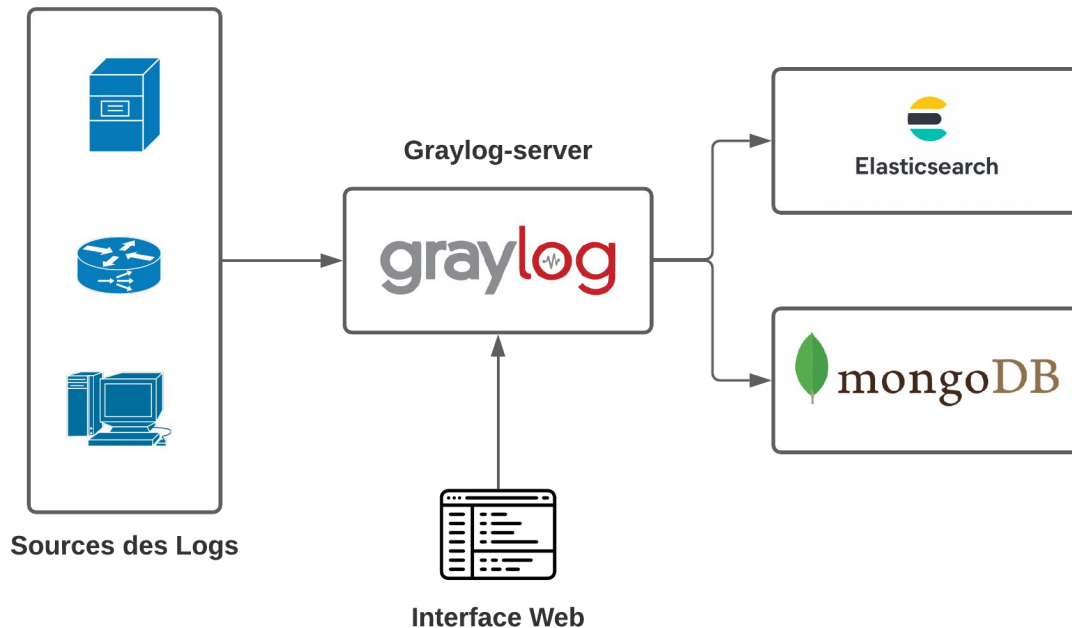 Graylog-server
Elasticsearch
graylog
mongoDB
Sources des Logs
Interface Web